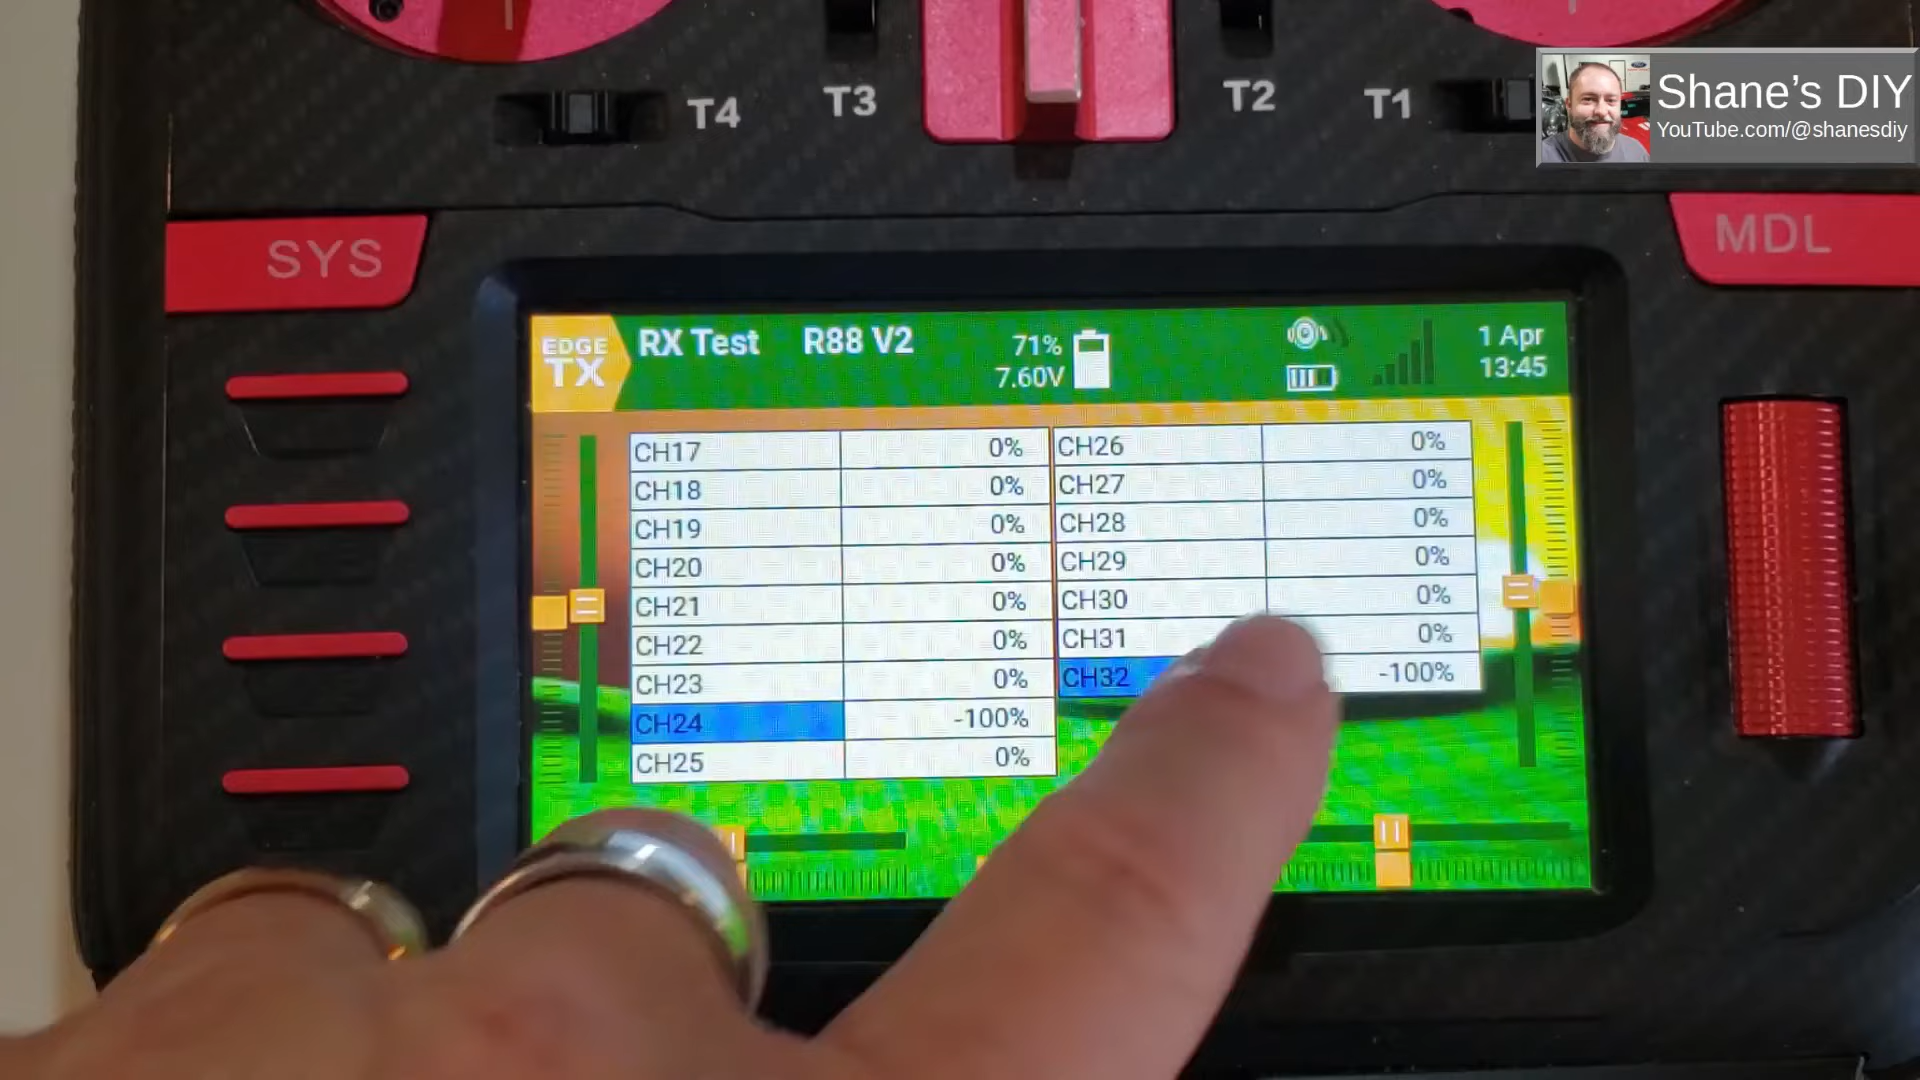 T4
T3
T2
T1
Shane's DIY
YouTube.com/@shanesdiy
SYS
MDL
EDGE
TX
RX Test
R88 V2
71%
7.60V
1 Apr
13:45
CH17 0%
CH18 0%
CH19 0%
CH20 0%
CH21 0%
CH22 0%
CH23 0%
CH24 -100%
CH25 0%
CH26 0%
CH27 0%
CH28 0%
CH29 0%
CH30 0%
CH31 0%
CH32 -100%